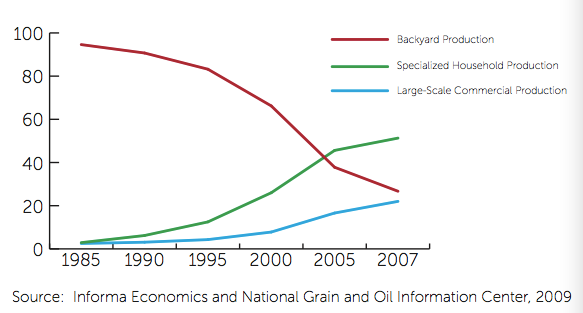 100
80
60
40
20
0
Backyard Production
Specialized Household Production
Large-Scale Commercial Production
1985 1990 1995 2000 2005 2007
Source: Informa Economics and National Grain and Oil Information Center, 2009